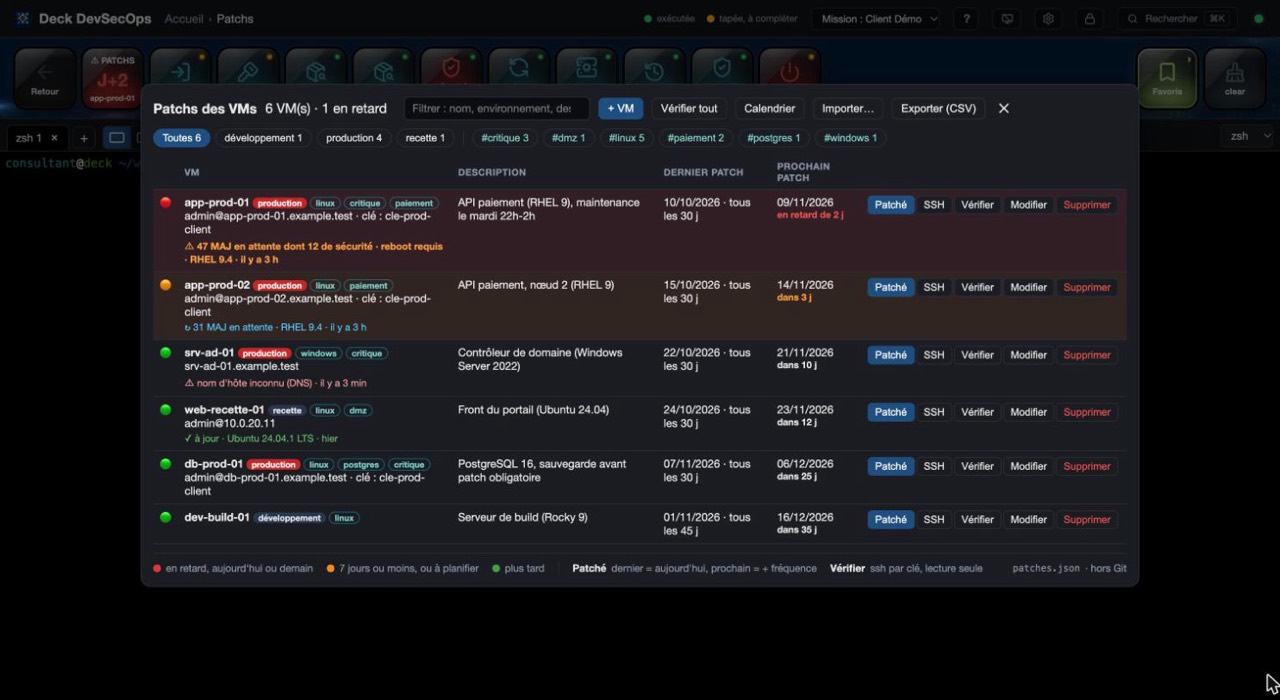 Deck DevSecOps Accueil › Patchs
exécutée tapée, à compléter Mission : Client Démo ? Rechercher ⌘K
Retour
⚠ PATCHS
J+2
app-prod-01
Favoris
clear
zsh 1 × + zsh
consultant@deck ~/w
Patchs des VMs 6 VM(s) · 1 en retard Filtrer : nom, environnement, des + VM Vérifier tout Calendrier Importer… Exporter (CSV) ×
Toutes 6 développement 1 production 4 recette 1 #critique 3 #dmz 1 #linux 5 #paiement 2 #postgres 1 #windows 1
VM DESCRIPTION DERNIER PATCH PROCHAIN PATCH
app-prod-01 production linux critique paiement
admin@app-prod-01.example.test · clé : cle-prod-
client
⚠ 47 MAJ en attente dont 12 de sécurité · reboot requis
· RHEL 9.4 · il y a 3 h
API paiement (RHEL 9), maintenance
le mardi 22h-2h
10/10/2026 · tous
les 30 j
09/11/2026
en retard de 2 j
Patché SSH Vérifier Modifier Supprimer
app-prod-02 production linux paiement
admin@app-prod-02.example.test · clé : cle-prod-
client
↻ 31 MAJ en attente · RHEL 9.4 · il y a 3 h
API paiement, nœud 2 (RHEL 9)
15/10/2026 · tous
les 30 j
14/11/2026
dans 3 j
Patché SSH Vérifier Modifier Supprimer
srv-ad-01 production windows critique
srv-ad-01.example.test
⚠ nom d'hôte inconnu (DNS) · il y a 3 min
Contrôleur de domaine (Windows
Server 2022)
22/10/2026 · tous
les 30 j
21/11/2026
dans 10 j
Patché SSH Vérifier Modifier Supprimer
web-recette-01 recette linux dmz
admin@10.0.20.11
✓ à jour · Ubuntu 24.04.1 LTS · hier
Front du portail (Ubuntu 24.04)
24/10/2026 · tous
les 30 j
23/11/2026
dans 12 j
Patché SSH Vérifier Modifier Supprimer
db-prod-01 production linux postgres critique
admin@db-prod-01.example.test · clé : cle-prod-
client
PostgreSQL 16, sauvegarde avant
patch obligatoire
07/11/2026 · tous
les 30 j
06/12/2026
dans 25 j
Patché SSH Vérifier Modifier Supprimer
dev-build-01 développement linux
Serveur de build (Rocky 9)
01/11/2026 · tous
les 45 j
16/12/2026
dans 35 j
Patché SSH Vérifier Modifier Supprimer
en retard, aujourd'hui ou demain 7 jours ou moins, ou à planifier plus tard Patché dernier = aujourd'hui, prochain = + fréquence Vérifier ssh par clé, lecture seule patches.json · hors Git